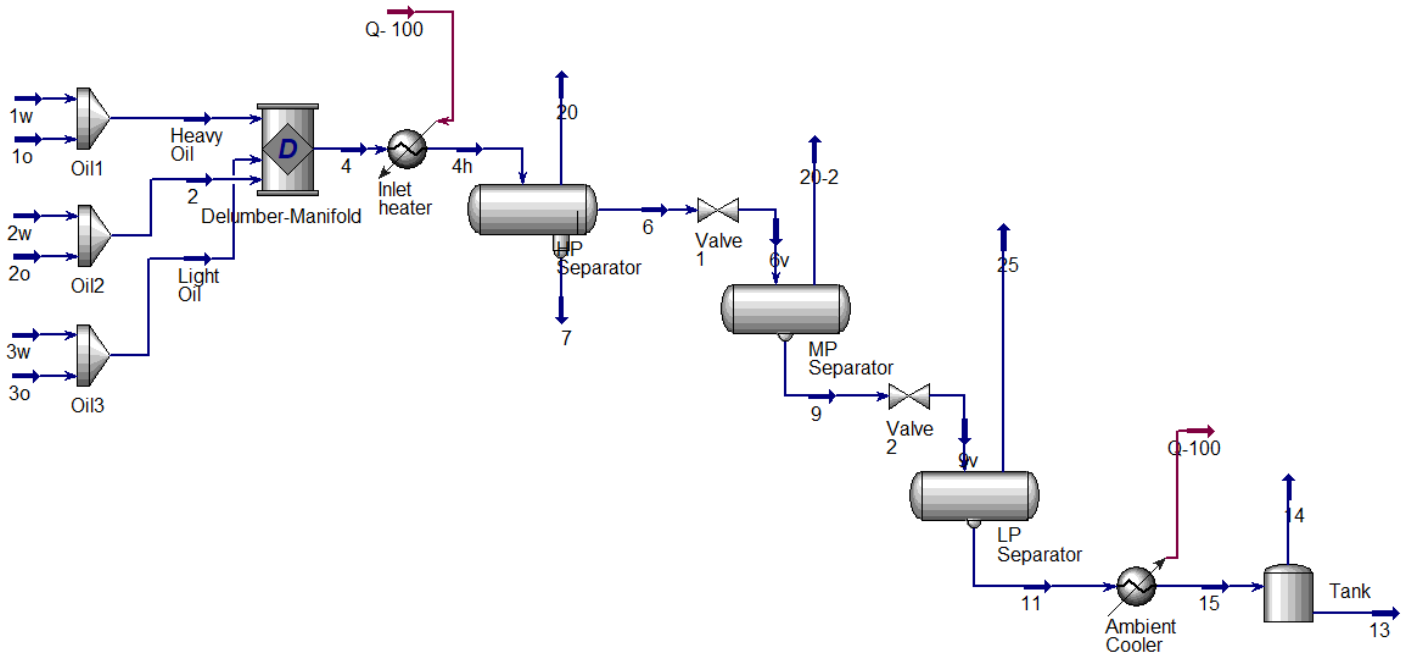 Q- 100
1w
1o
Oil1
Heavy
Oil
2w
2o
Oil2
2
Delumber-Manifold
Light
Oil
3w
3o
Oil3
D
4
Inlet
heater
4h
20
HP
Separator
6
7
Valve
1
6v
20-2
MP
Separator
9
Valve
2
9v
25
LP
Separator
11
Ambient
Cooler
Q-100
15
14
Tank
13